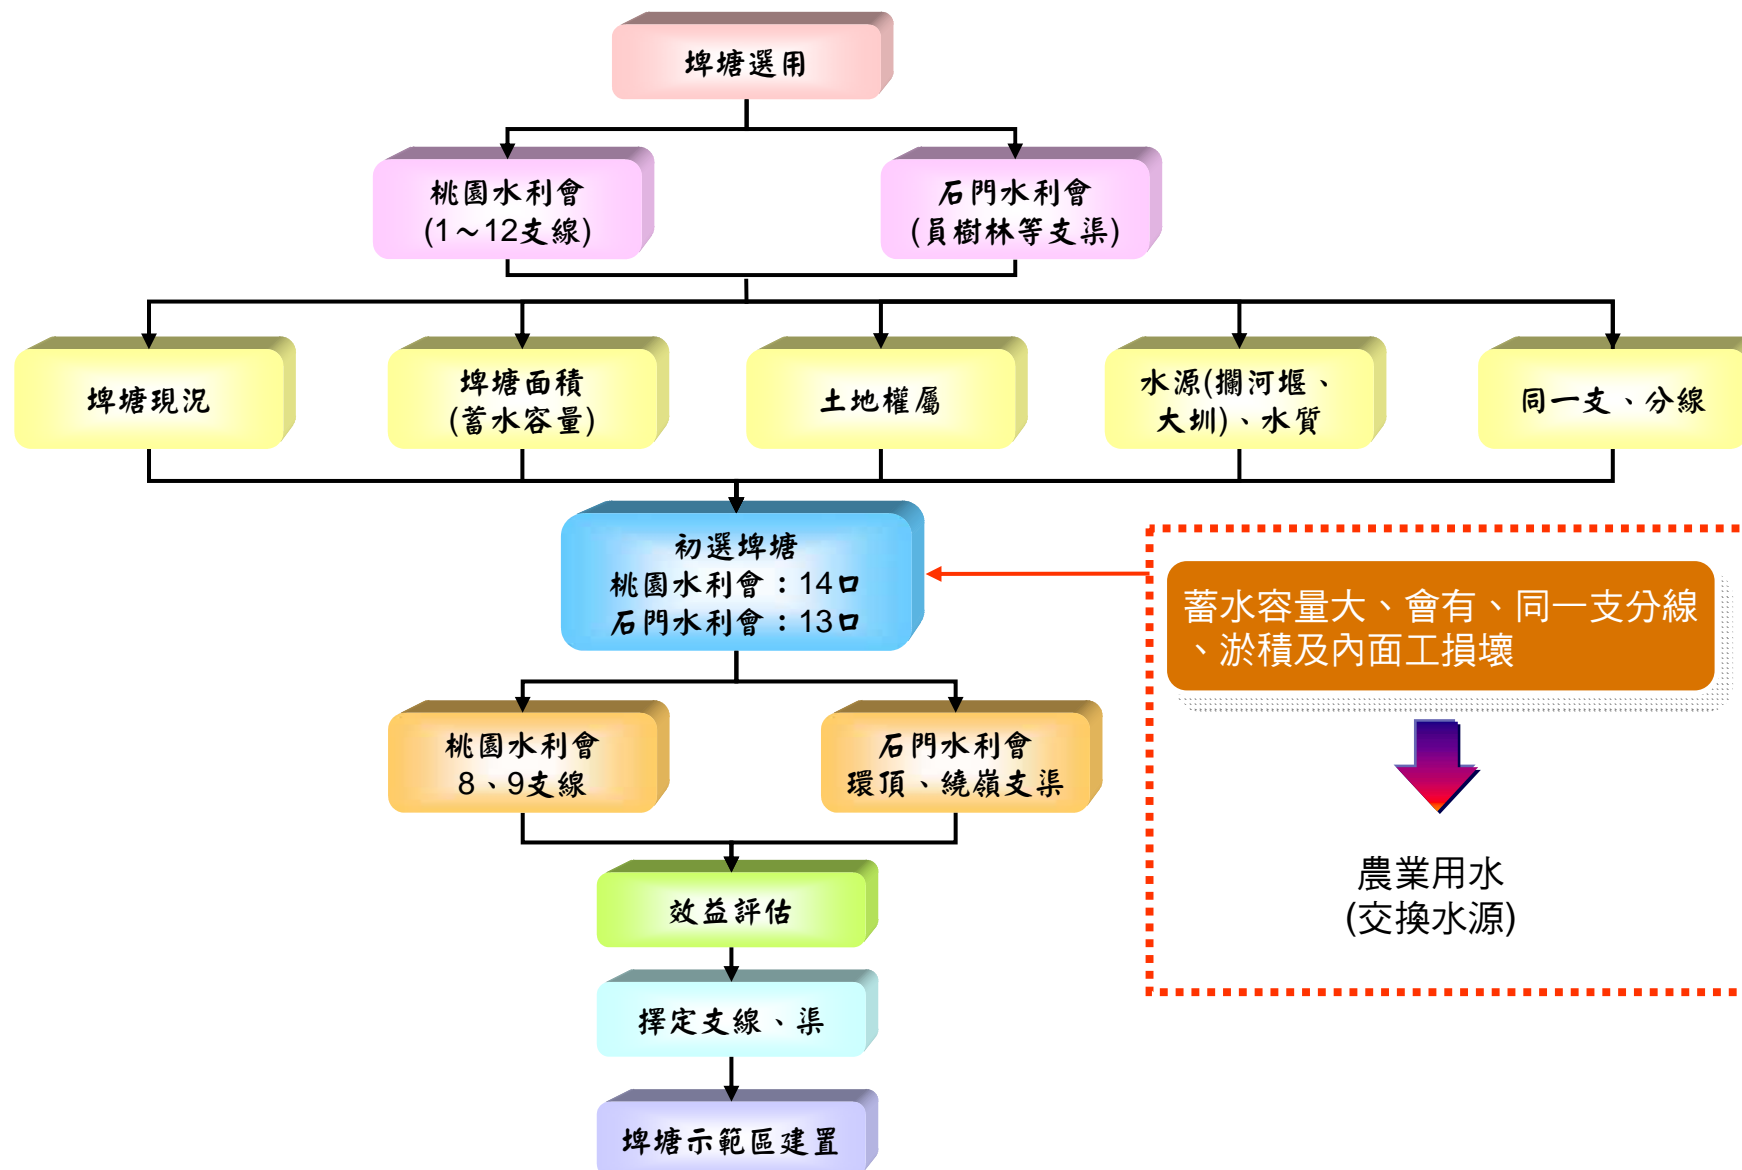 埤塘選用
桃園水利會
(1～12支線)
石門水利會
(員樹林等支渠)
埤塘現況
埤塘面積
(蓄水容量)
土地權屬
水源(攔河堰、
大圳)、水質
同一支、分線
初選埤塘
桃園水利會：14口
石門水利會：13口
蓄水容量大、會有、同一支分線
、淤積及內面工損壞
桃園水利會
8、9支線
石門水利會
環頂、繞嶺支渠
農業用水
(交換水源)
效益評估
擇定支線、渠
埤塘示範區建置